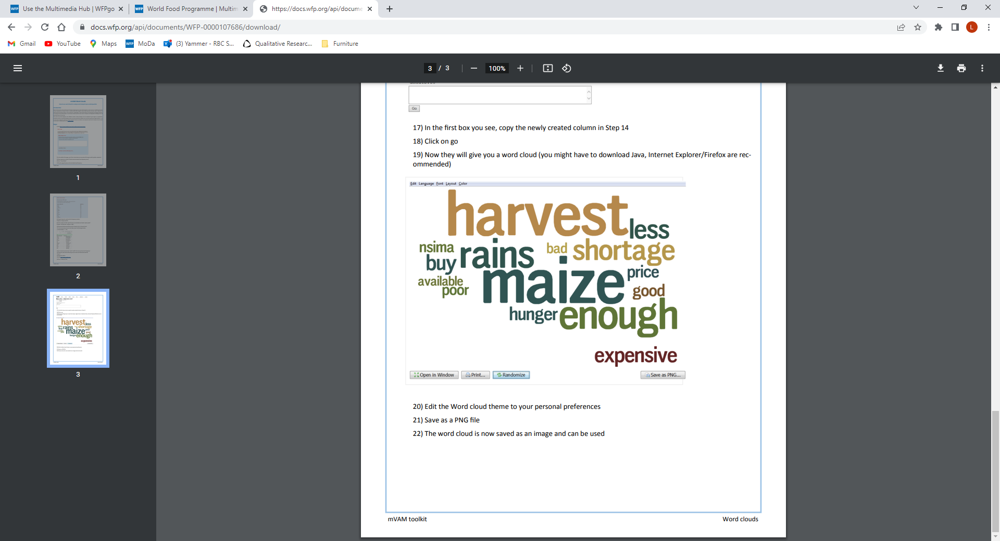 Use the Multimedia Hub | WFPgo
World Food Programme | Multim
https://docs.wfp.org/api/docume
docs.wfp.org/api/documents/WFP-0000107686/download/
L
Gmail
YouTube
Maps
WFP
MoDa
(3) Yammer - RBC S...
Qualitative Researc...
Furniture
3 / 3
100%
1
2
3
Go
17) In the first box you see, copy the newly created column in Step 14
18) Click on go
19) Now they will give you a word cloud (you might have to download Java, Internet Explorer/Firefox are rec-
ommended)
Edit Language Font Layout Color
harvest
less
nsima
rains
bad
shortage
buy
maize
price
available
poor
good
hunger
enough
expensive
Open in Window
Print...
Randomize
Save as PNG...
20) Edit the Word cloud theme to your personal preferences
21) Save as a PNG file
22) The word cloud is now saved as an image and can be used
mVAM toolkit
Word clouds